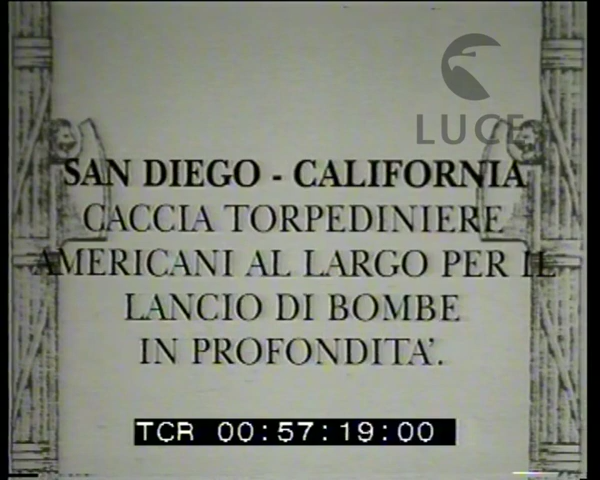 LUCE
SAN DIEGO - CALIFORNIA
CACCIA TORPEDINIERE
AMERICANI AL LARGO PER IL
LANCIO DI BOMBE
IN PROFONDITA'.
TCR 00:57:19:00